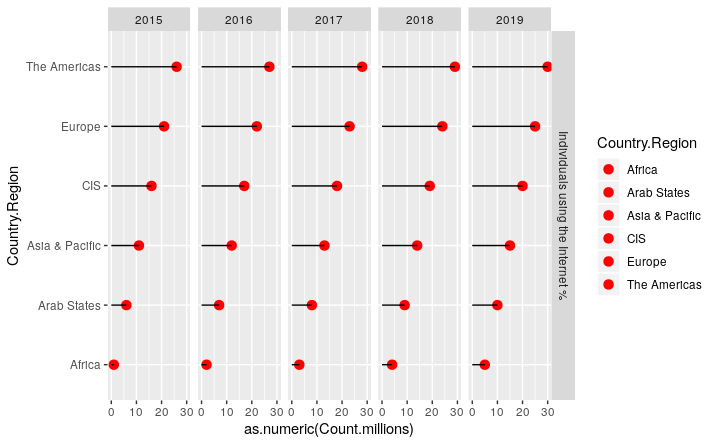 2015 2016 2017 2018 2019
The Americas
Europe
CIS
Asia & Pacific
Arab States
Africa
Country.Region
0 10 20 30 0 10 20 30 0 10 20 30 0 10 20 30 0 10 20 30
as.numeric(Count.millions)
Individuals using the Internet %
Country.Region
Africa
Arab States
Asia & Pacific
CIS
Europe
The Americas